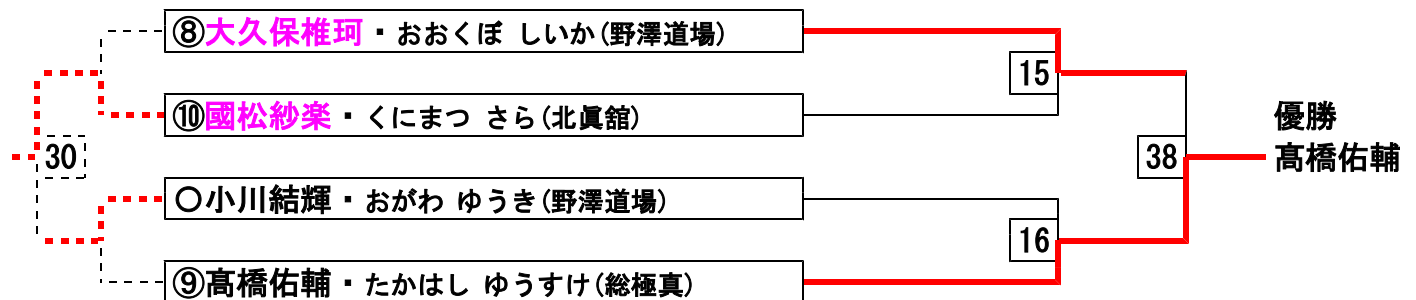 ⑧大久保椎珂・おおくぼ しいか(野澤道場)
15
⑩國松紗楽・くにまつ さら(北眞舘)
優勝
30
38
髙橋佑輔
〇小川結輝・おがわ ゆうき(野澤道場)
16
⑨髙橋佑輔・たかはし ゆうすけ(総極真)